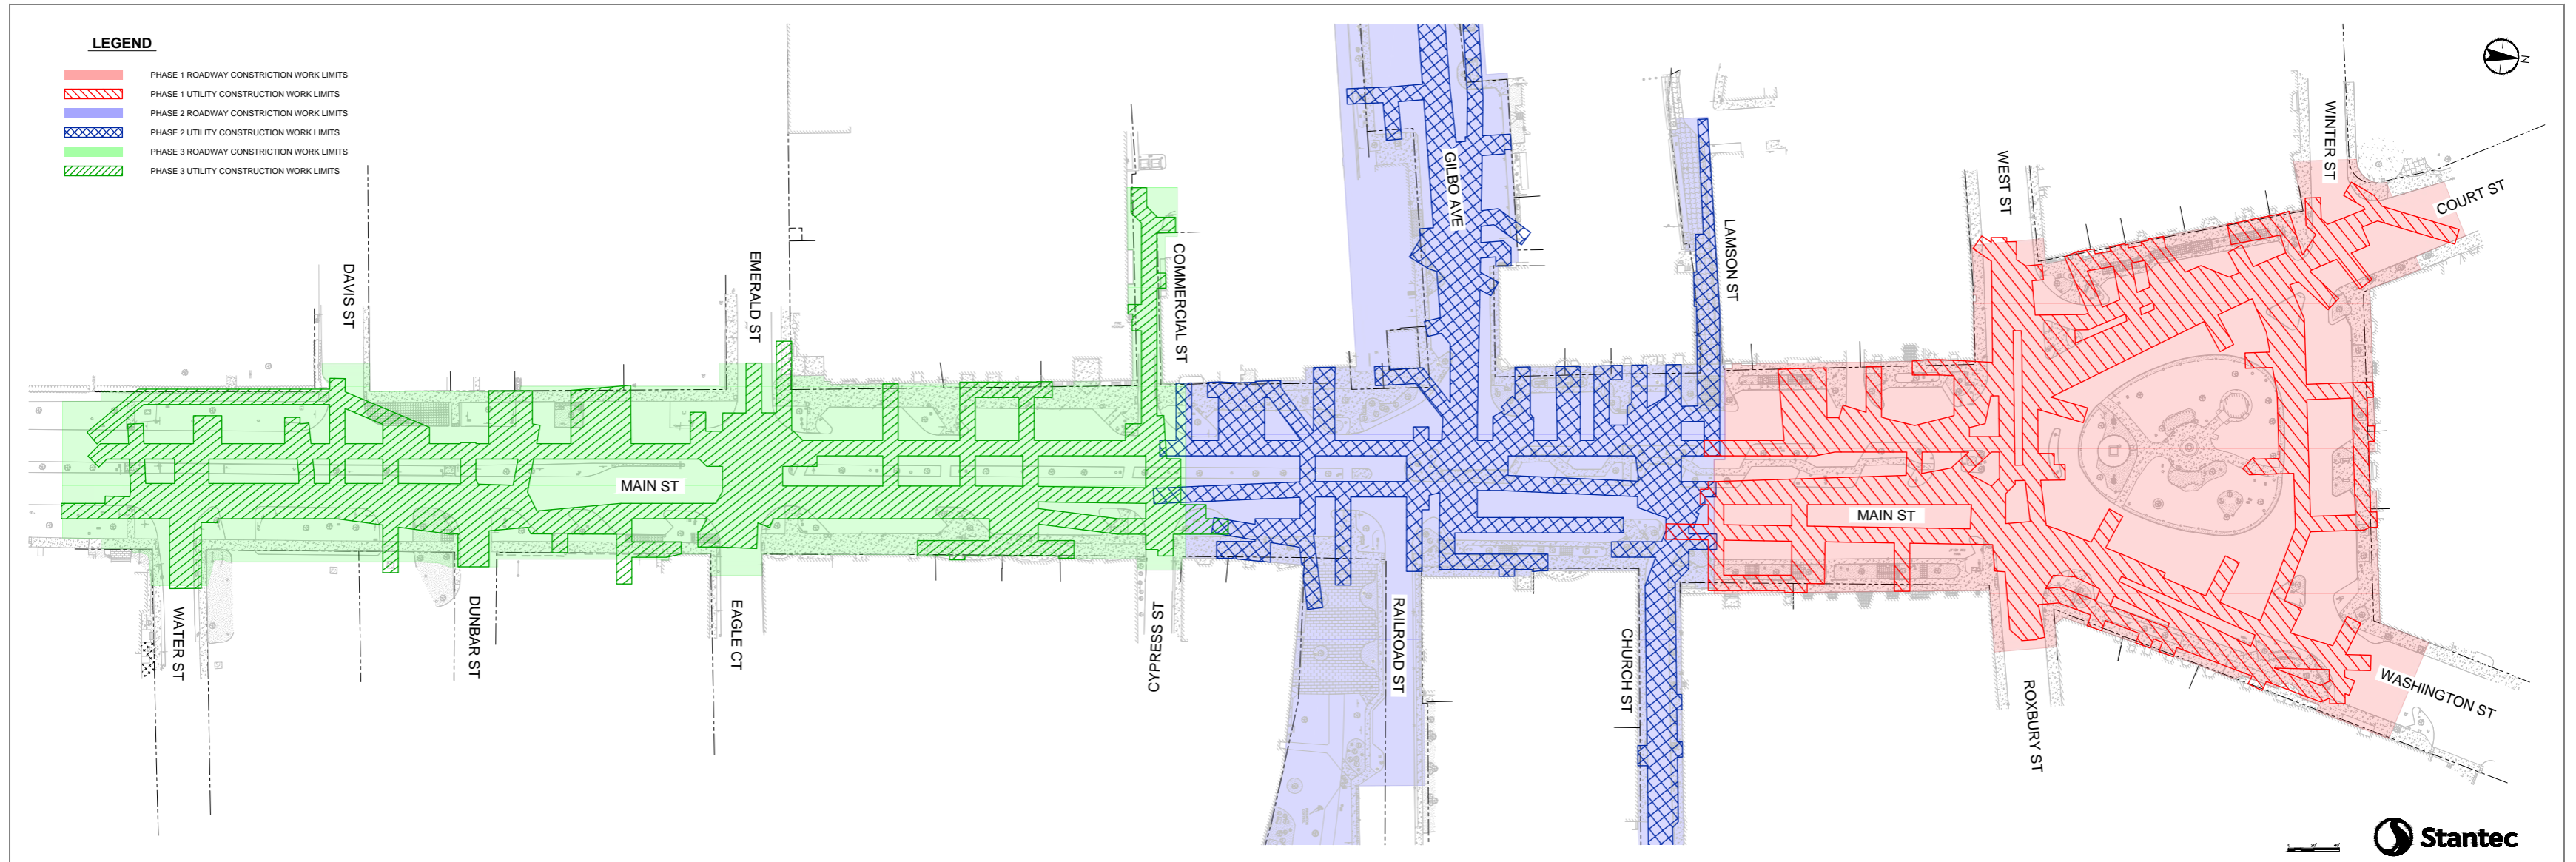 LEGEND
PHASE 1 ROADWAY CONSTRICTION WORK LIMITS
PHASE 1 UTILITY CONSTRUCTION WORK LIMITS
PHASE 2 ROADWAY CONSTRICTION WORK LIMITS
PHASE 2 UTILITY CONSTRUCTION WORK LIMITS
PHASE 3 ROADWAY CONSTRICTION WORK LIMITS
PHASE 3 UTILITY CONSTRUCTION WORK LIMITS
N
DAVIS ST
EMERALD ST
COMMERCIAL ST
GILBO AVE
LAMSON ST
WEST ST
WINTER ST
COURT ST
MAIN ST
MAIN ST
WATER ST
DUNBAR ST
EAGLE CT
CYPRESS ST
RAILROAD ST
CHURCH ST
ROXBURY ST
WASHINGTON ST
Stantec